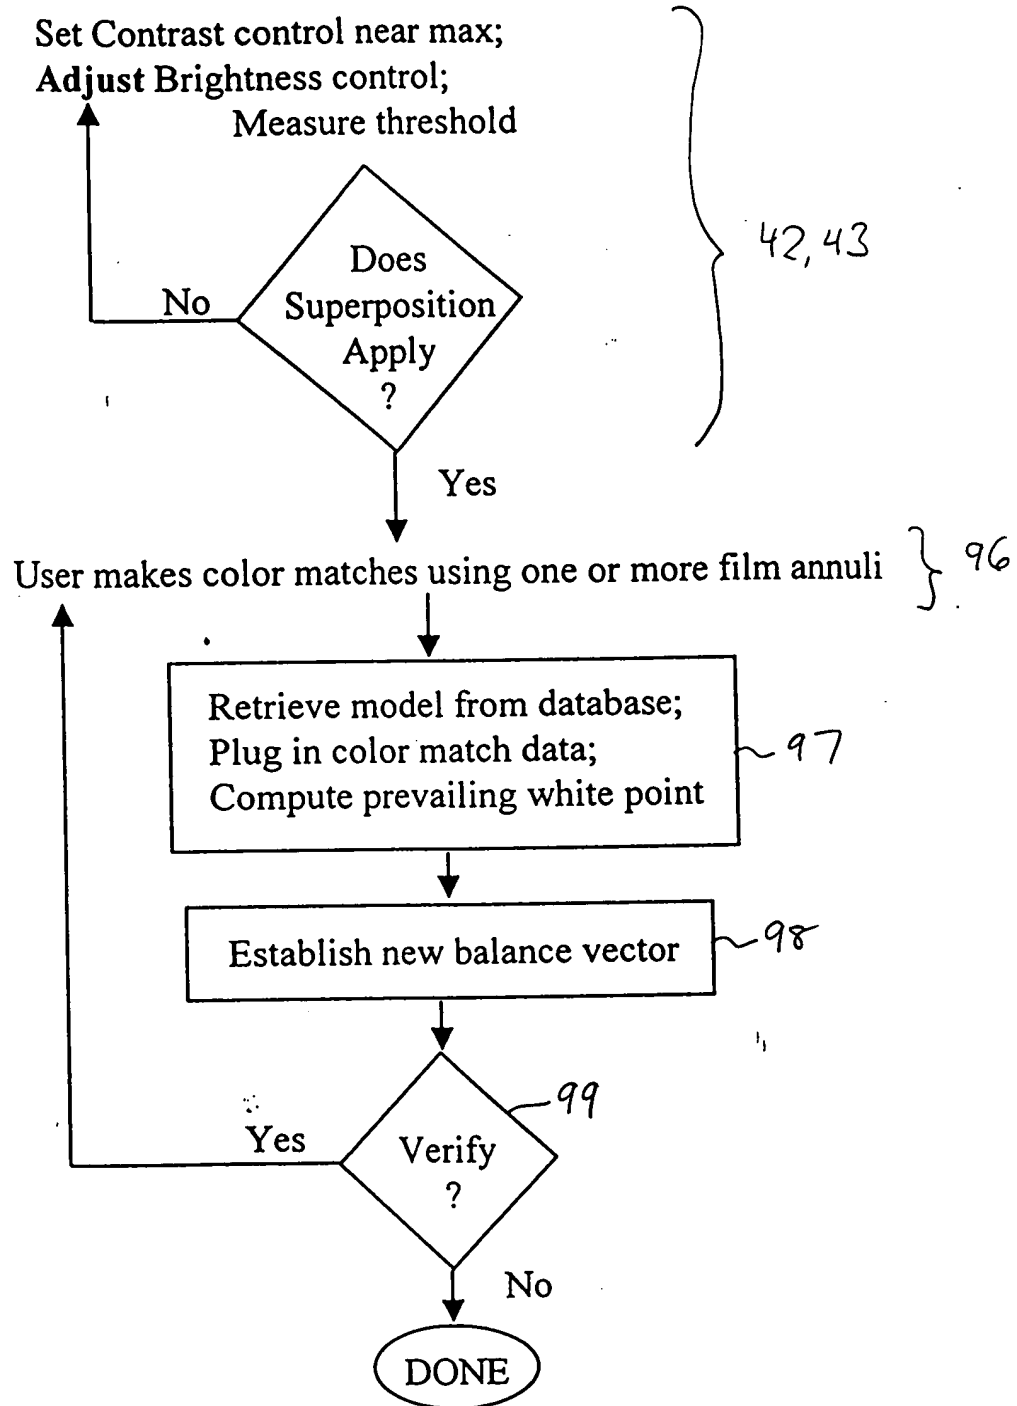 Set Contrast control near max;
Adjust Brightness control;
Measure threshold
42,43
Does
Superposition
Apply
?
No
Yes
User makes color matches using one or more film annuli
96
Retrieve model from database;
Plug in color match data;
Compute prevailing white point
97
Establish new balance vector
98
99
Verify
?
Yes
No
DONE